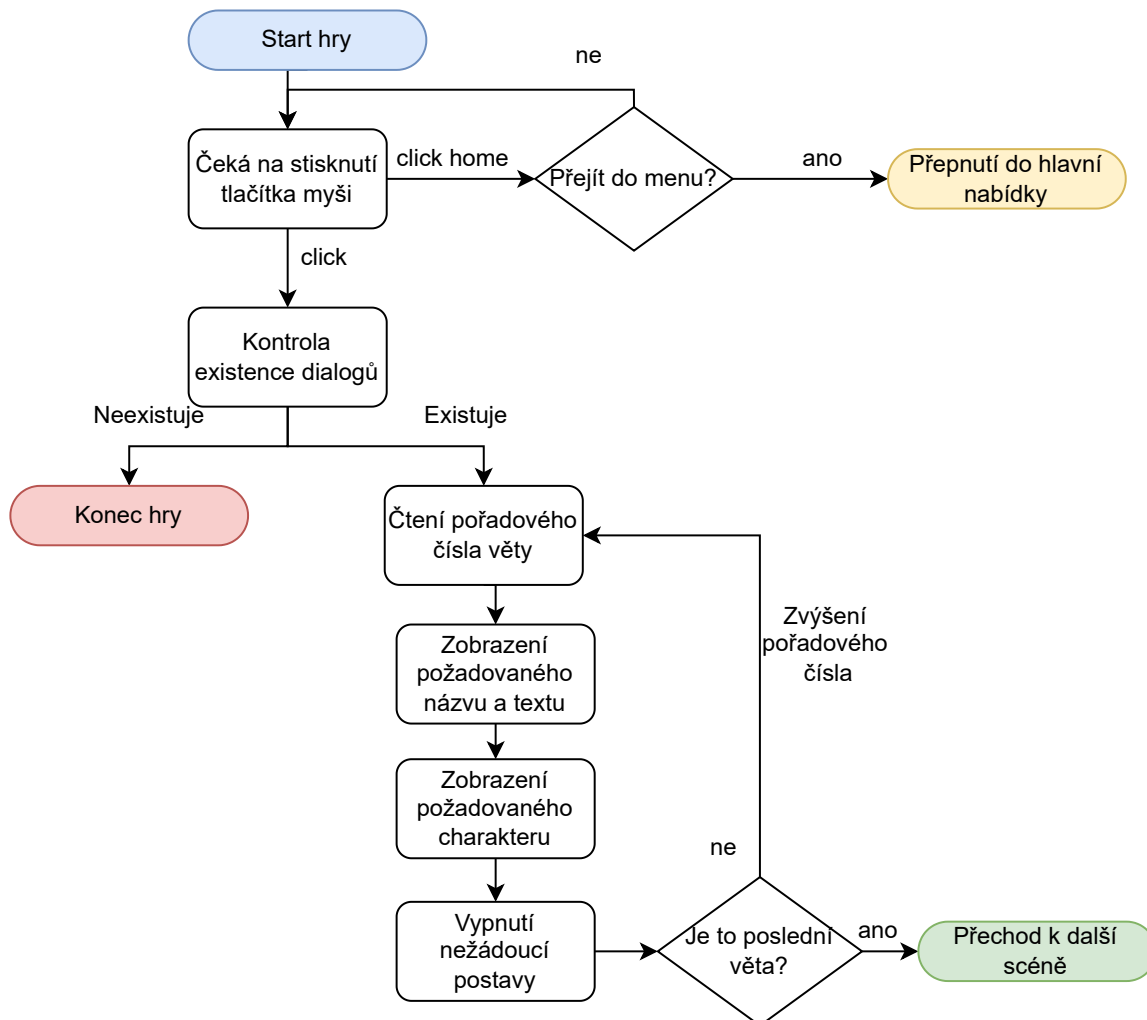 Start hry
ne
Čeká na stisknutí
tlačítka myši
click home
Přejít do menu?
ano
Přepnutí do hlavní
nabídky
click
Kontrola
existence dialogů
Neexistuje
Existuje
Konec hry
Čtení pořadového
čísla věty
Zvýšení
pořadového
čísla
Zobrazení
požadovaného
názvu a textu
Zobrazení
požadovaného
charakteru
ne
Vypnutí
nežádoucí
postavy
Je to poslední
věta?
ano
Přechod k další
scéně